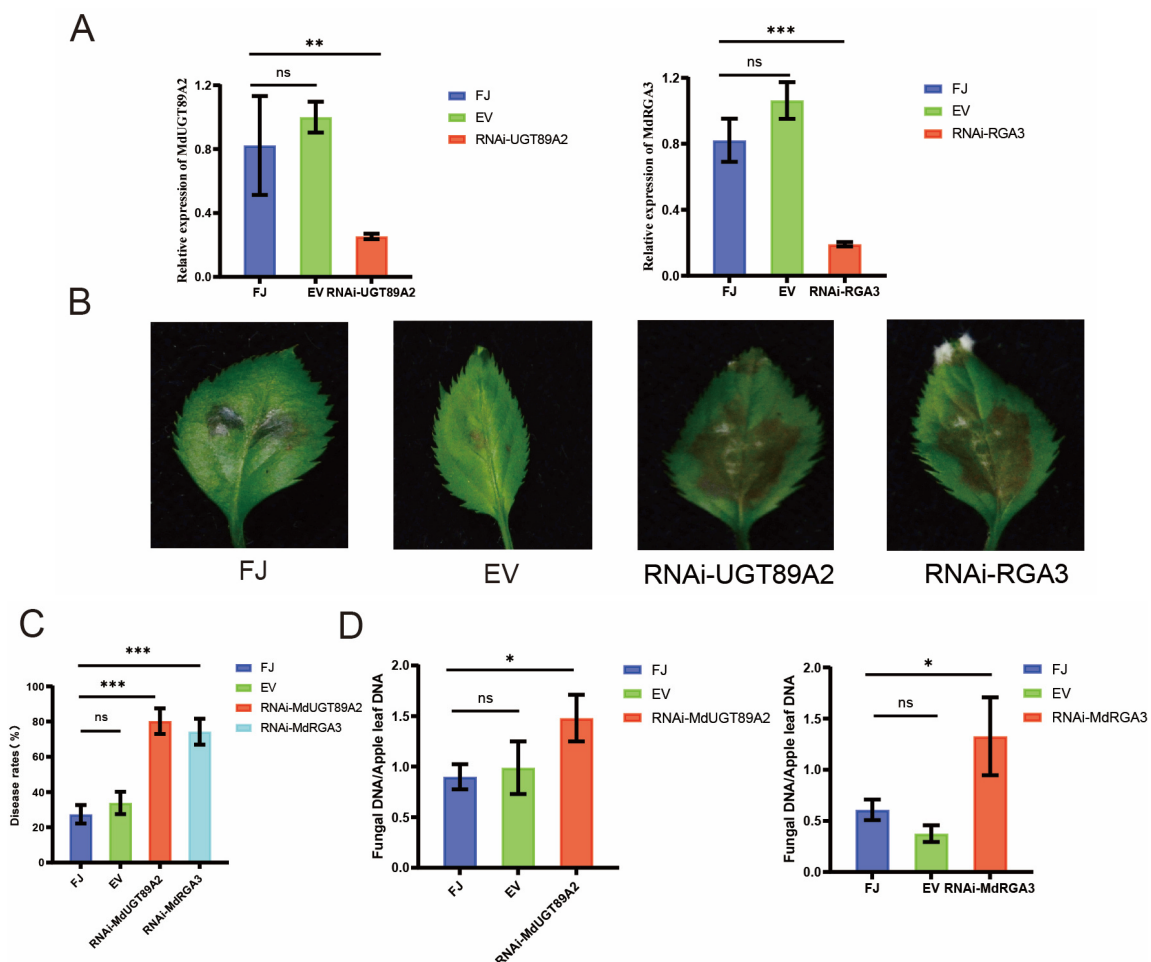 A
Relative expression of MdUGT89A2
1.2
0.8
0.4
0.0
**
ns
FJ
EV
RNAi-UGT89A2
FJ
EV
RNAi-UGT89A2
Relative expression of MdRGA3
1.2
0.8
0.4
0.0
***
ns
FJ
EV
RNAi-RGA3
FJ
EV
RNAi-RGA3
B
FJ
EV
RNAi-UGT89A2
RNAi-RGA3
C
Disease rates (%)
100
80
60
40
20
0
***
***
ns
FJ
EV
RNAi-MdUGT89A2
RNAi-MdRGA3
FJ
EV
RNAi-MdUGT89A2
RNAi-MdRGA3
D
Fungal DNA/Apple leaf DNA
2.0
1.5
1.0
0.5
0.0
*
ns
FJ
EV
RNAi-MdUGT89A2
FJ
EV
RNAi-MdUGT89A2
Fungal DNA/Apple leaf DNA
2.0
1.5
1.0
0.5
0.0
*
ns
FJ
EV
RNAi-MdRGA3
FJ
EV
RNAi-MdRGA3